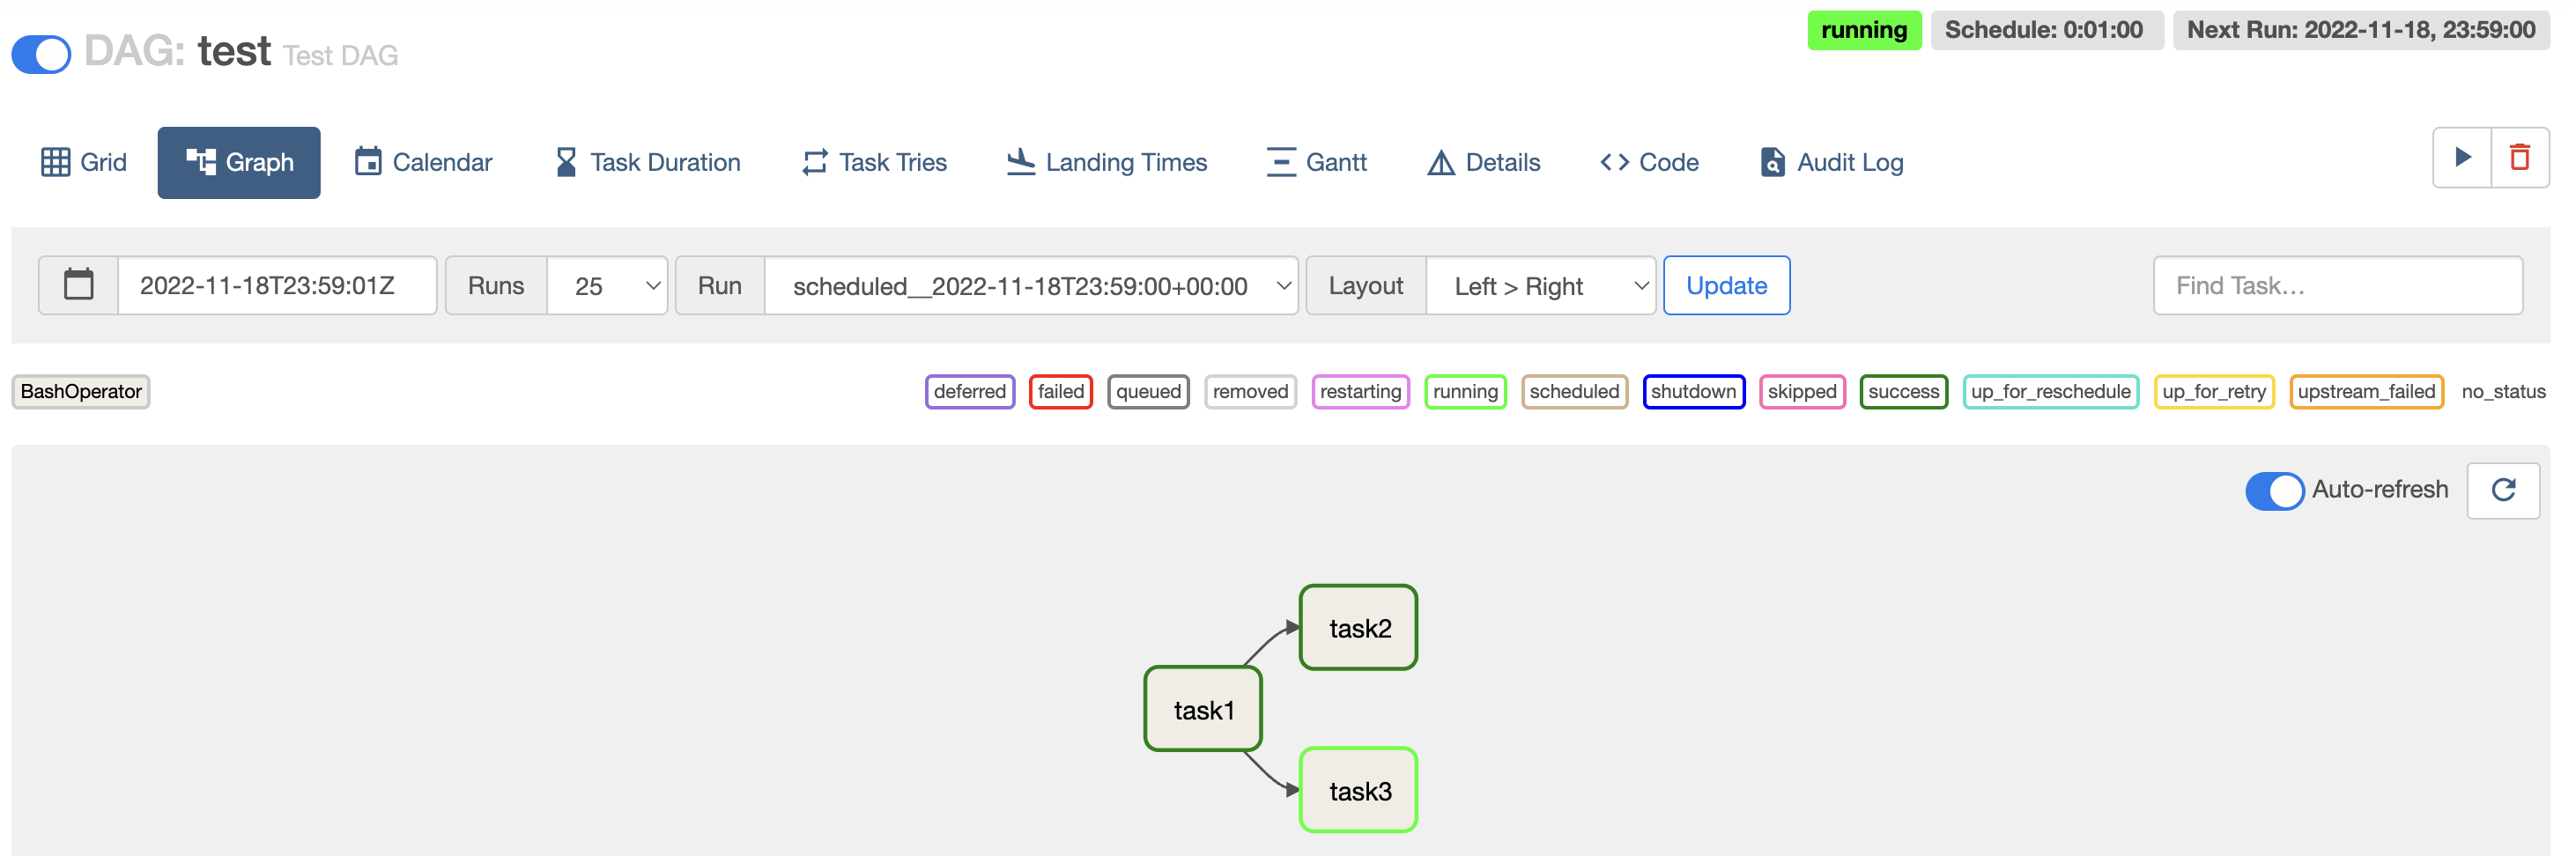 DAG: test Test DAG
running Schedule: 0:01:00 Next Run: 2022-11-18, 23:59:00
Grid Graph Calendar Task Duration Task Tries Landing Times Gantt Details Code Audit Log
2022-11-18T23:59:01Z Runs 25 Run scheduled__2022-11-18T23:59:00+00:00 Layout Left > Right Update Find Task...
BashOperator deferred failed queued removed restarting running scheduled shutdown skipped success up_for_reschedule up_for_retry upstream_failed no_status
Auto-refresh
task2
task1
task3